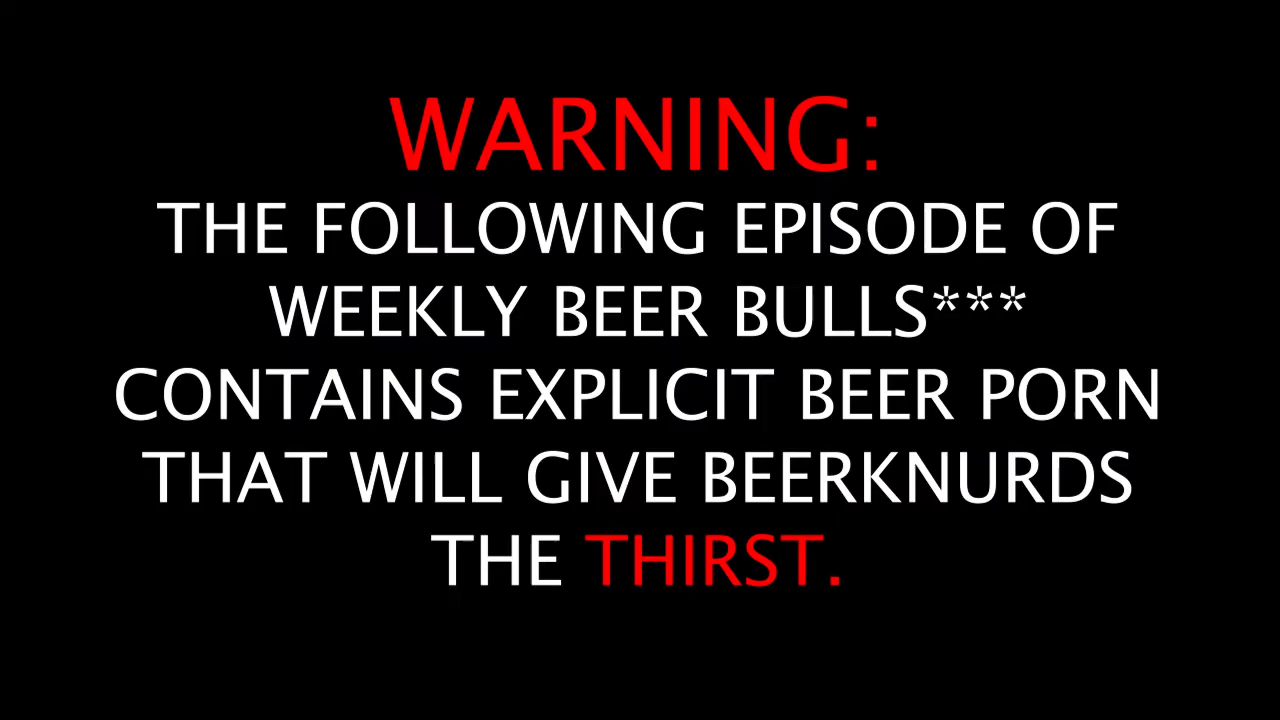 WARNING:
THE FOLLOWING EPISODE OF
WEEKLY BEER BULLS***
CONTAINS EXPLICIT BEER PORN
THAT WILL GIVE BEERKNURDS
THE THIRST.